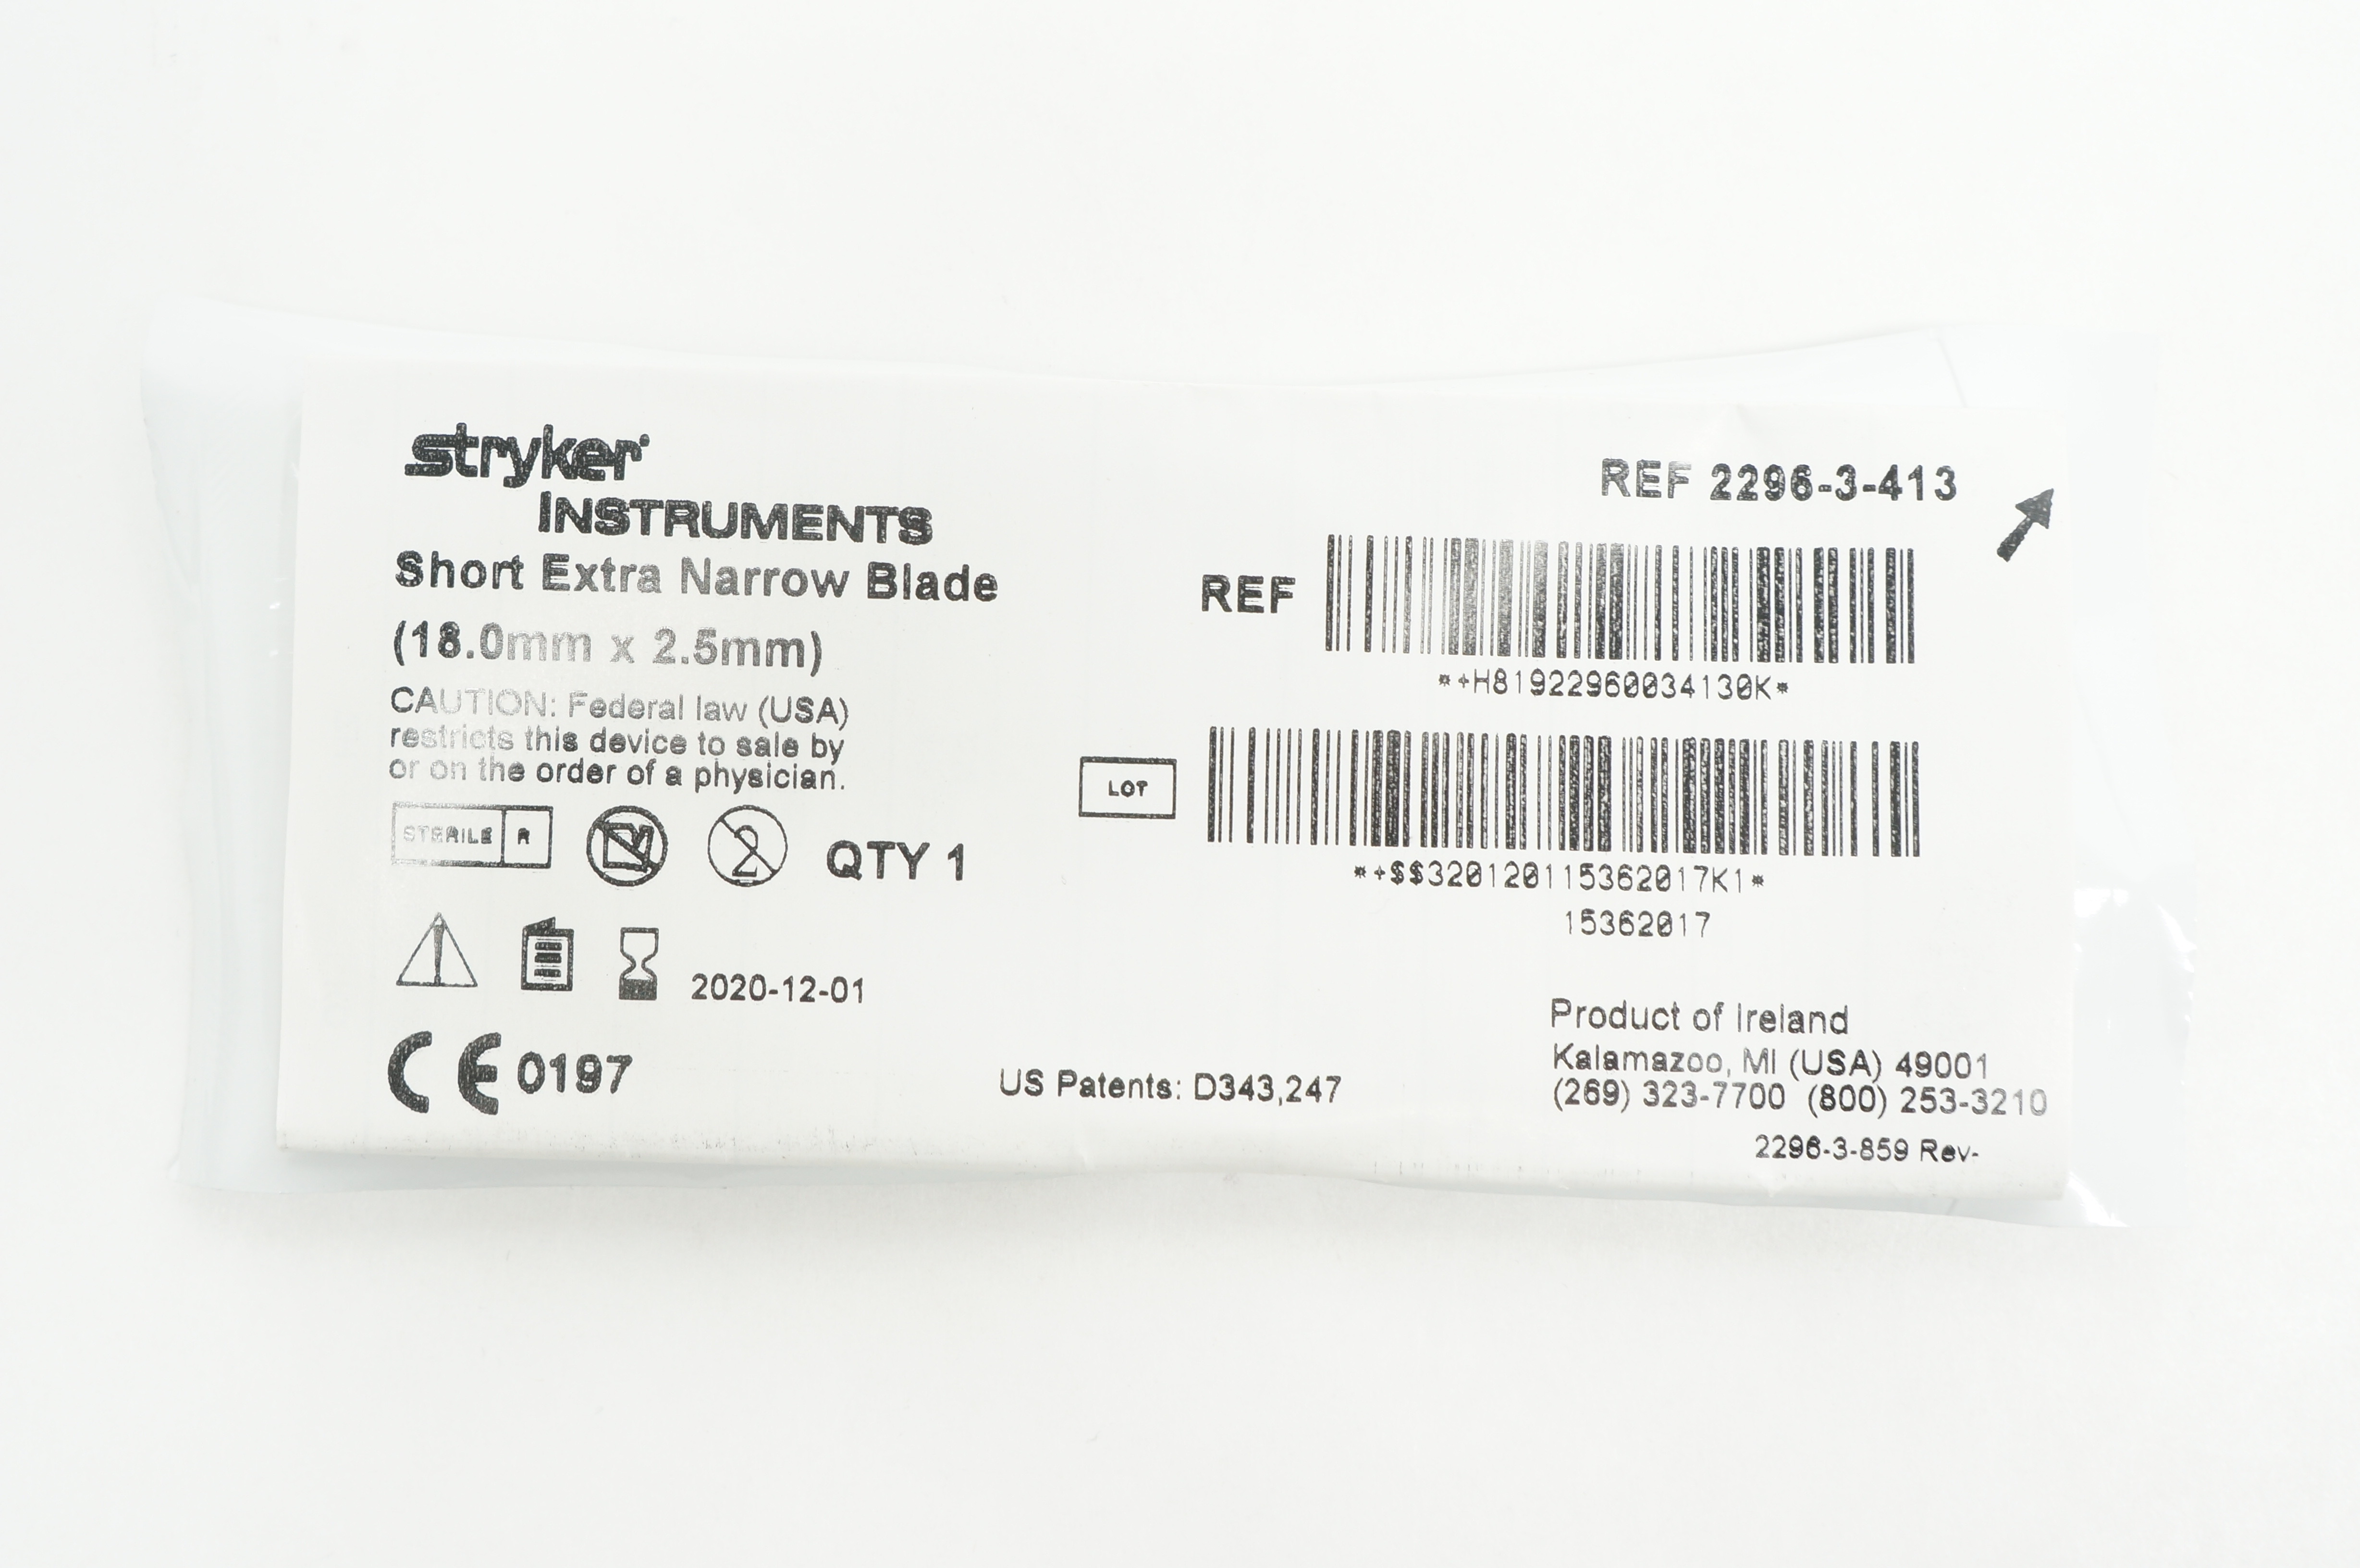 stryker
INSTRUMENTS
Short Extra Narrow Blade
(18.0mm x 2.5mm)
CAUTION: Federal law (USA)
restricts this device to sale by
or on the order of a physician.
STERILE R
2
QTY 1
2020-12-01
CE 0197
US Patents: D343,247
REF 2296-3-413
REF
*+H81922960034130K*
LOT
*+$$320120115362017K1*
15362017
Product of Ireland
Kalamazoo, MI (USA) 49001
(269) 323-7700 (800) 253-3210
2296-3-859 Rev-